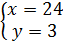 x = 24
y = 3